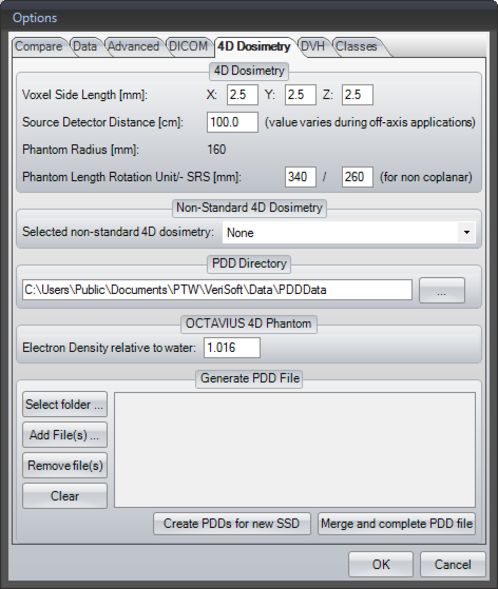 Options
Compare Data Advanced DICOM 4D Dosimetry DVH Classes
4D Dosimetry
Voxel Side Length [mm]: X: 2.5 Y: 2.5 Z: 2.5
Source Detector Distance [cm]: 100.0 (value varies during off-axis applications)
Phantom Radius [mm]: 160
Phantom Length Rotation Unit/- SRS [mm]: 340 / 260 (for non coplanar)
Non-Standard 4D Dosimetry
Selected non-standard 4D dosimetry: None
PDD Directory
C:\Users\Public\Documents\PTW\VeriSoft\Data\PDDData ...
OCTAVIUS 4D Phantom
Electron Density relative to water: 1.016
Generate PDD File
Select folder ...
Add File(s) ...
Remove file(s)
Clear
Create PDDs for new SSD Merge and complete PDD file
OK Cancel